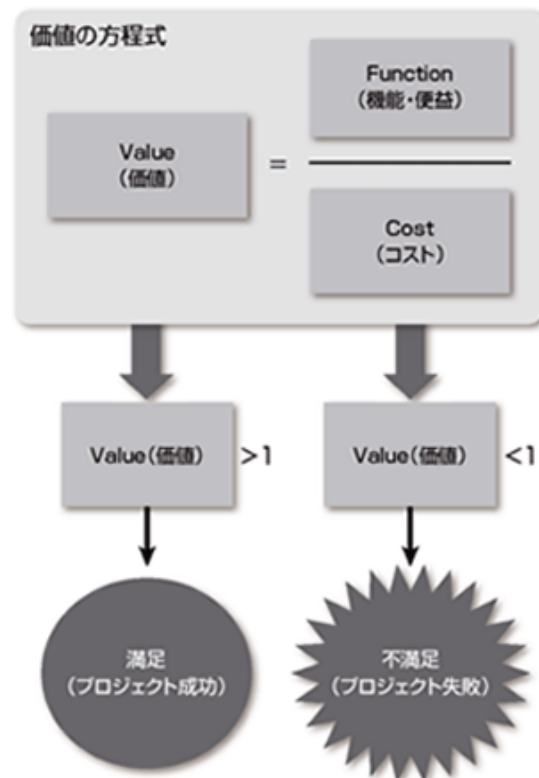 価値の方程式
Function
(機能・便益)
Value
(価値)
=
Cost
(コスト)
Value(価値) >1
Value(価値) <1
満足
(プロジェクト成功)
不満足
(プロジェクト失敗)